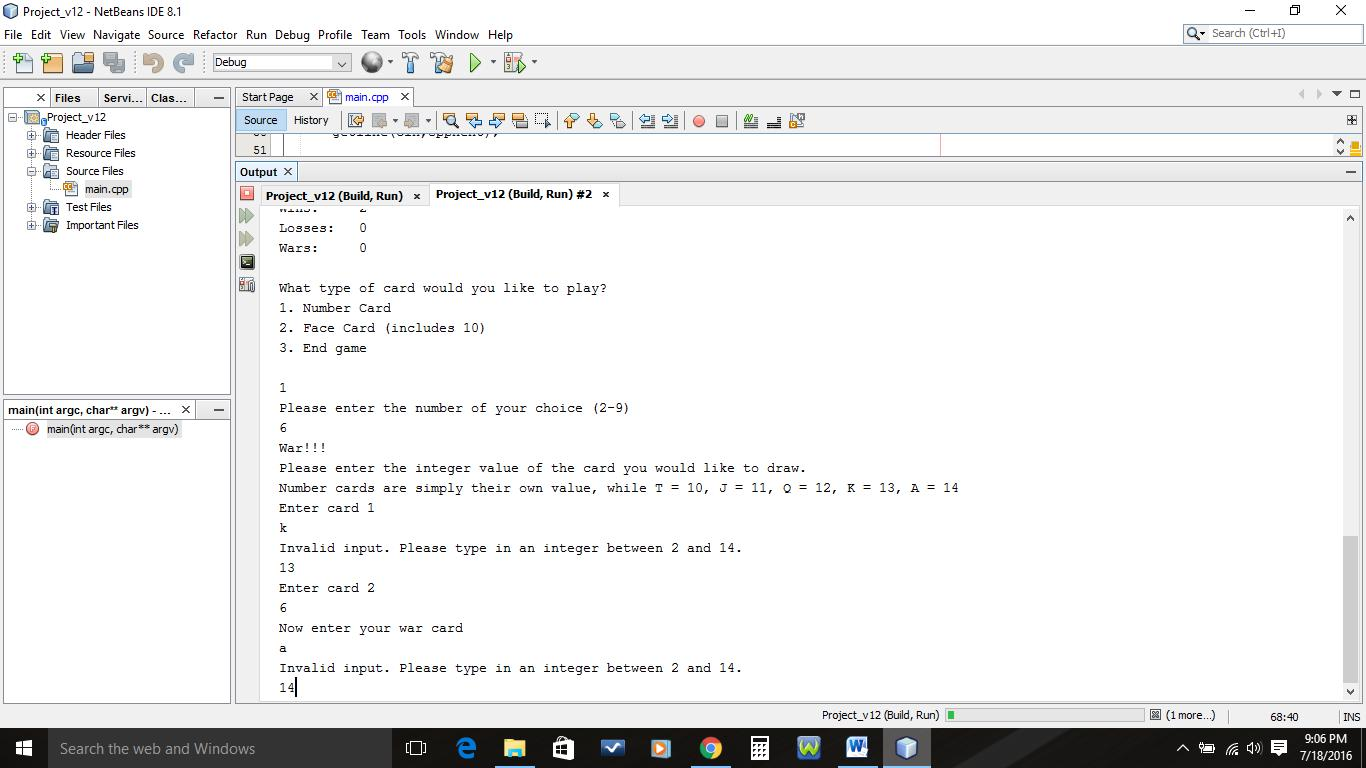 Project_v12 - NetBeans IDE 8.1
File Edit View Navigate Source Refactor Run Debug Profile Team Tools Window Help
Search (Ctrl+I)
Debug
Files Servi... Clas...
Start Page main.cpp
Source History
Project_v12
Header Files
Resource Files
Source Files
main.cpp
Test Files
Important Files
51
Output
Project_v12 (Build, Run) Project_v12 (Build, Run) #2
Wins: 2
Losses: 0
Wars: 0
What type of card would you like to play?
1. Number Card
2. Face Card (includes 10)
3. End game
1
Please enter the number of your choice (2-9)
6
War!!!
Please enter the integer value of the card you would like to draw.
Number cards are simply their own value, while T = 10, J = 11, Q = 12, K = 13, A = 14
Enter card 1
k
Invalid input. Please type in an integer between 2 and 14.
13
Enter card 2
6
Now enter your war card
a
Invalid input. Please type in an integer between 2 and 14.
14
main(int argc, char** argv) - ...
main(int argc, char** argv)
Project_v12 (Build, Run) (1 more...) 68:40 INS
Search the web and Windows
9:06 PM
7/18/2016